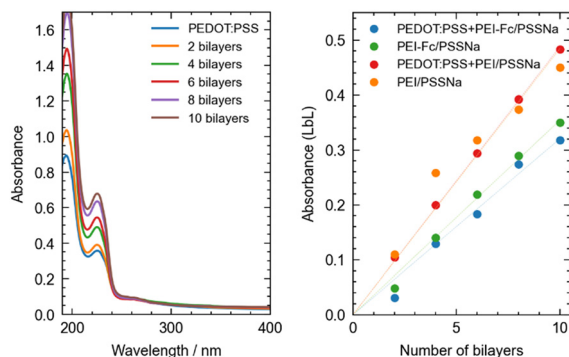 Absorbance
1.6
1.4
1.2
1.0
0.8
0.6
0.4
0.2
0.0
PEDOT:PSS
2 bilayers
4 bilayers
6 bilayers
8 bilayers
10 bilayers
200
300
400
Wavelength / nm
Absorbance (LbL)
0.5
0.4
0.3
0.2
0.1
0.0
PEDOT:PSS+PEI-Fc/PSSNa
PEI-Fc/PSSNa
PEDOT:PSS+PEI/PSSNa
PEI/PSSNa
0
5
10
Number of bilayers